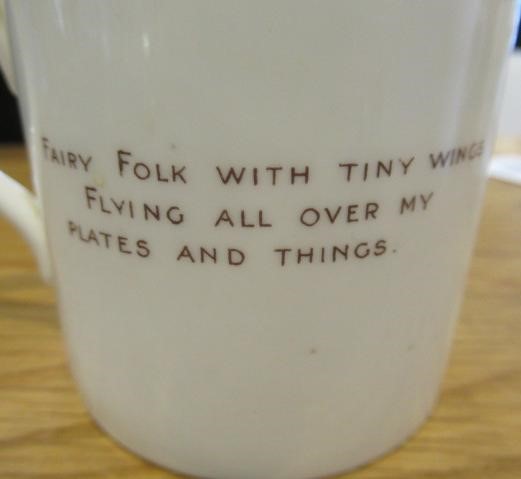 Fairy Folk with tiny wings
Flying all over my
plates and things.